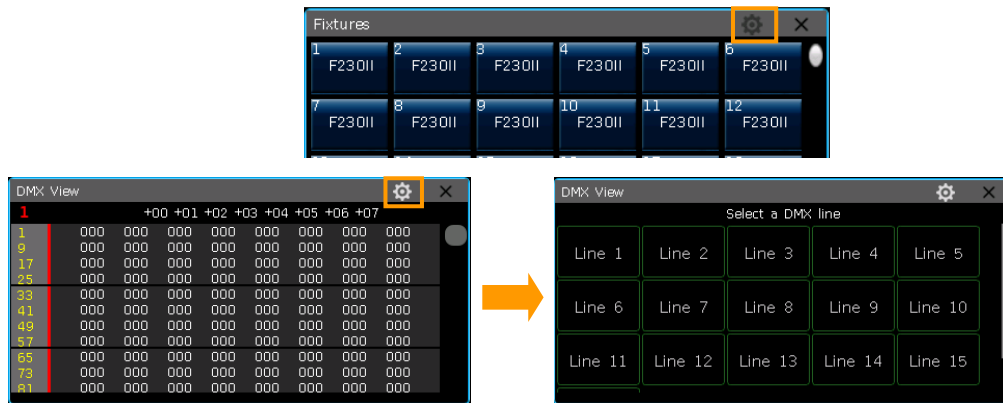 Fixtures
1 2 3 4 5 6
F230II F230II F230II F230II F230II F230II
7 8 9 10 11 12
F230II F230II F230II F230II F230II F230II
DMX View
1 +00 +01 +02 +03 +04 +05 +06 +07
1 000 000 000 000 000 000 000 000
9 000 000 000 000 000 000 000 000
17 000 000 000 000 000 000 000 000
25 000 000 000 000 000 000 000 000
33 000 000 000 000 000 000 000 000
41 000 000 000 000 000 000 000 000
49 000 000 000 000 000 000 000 000
57 000 000 000 000 000 000 000 000
65 000 000 000 000 000 000 000 000
73 000 000 000 000 000 000 000 000
81 000 000 000 000 000 000 000 000
DMX View
Select a DMX line
Line 1 Line 2 Line 3 Line 4 Line 5
Line 6 Line 7 Line 8 Line 9 Line 10
Line 11 Line 12 Line 13 Line 14 Line 15